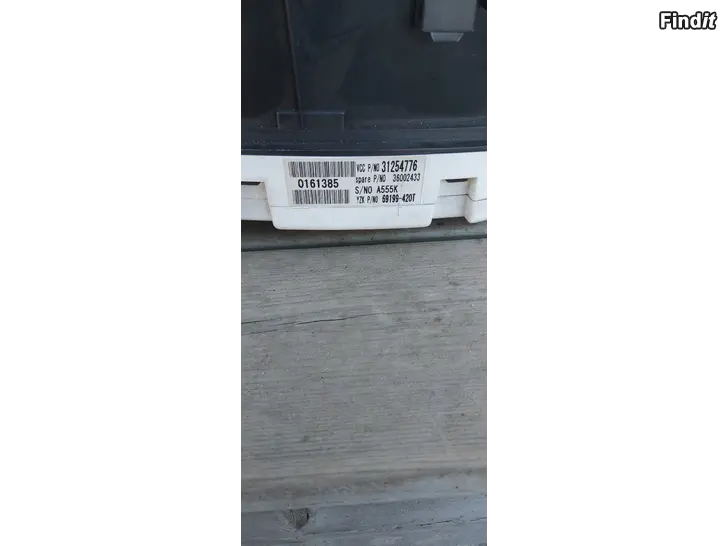 Findit
VCC P/NO 31254776
0161385
spare P/NO 36002433
S/NO A555K
YZK P/NO 69199-420T